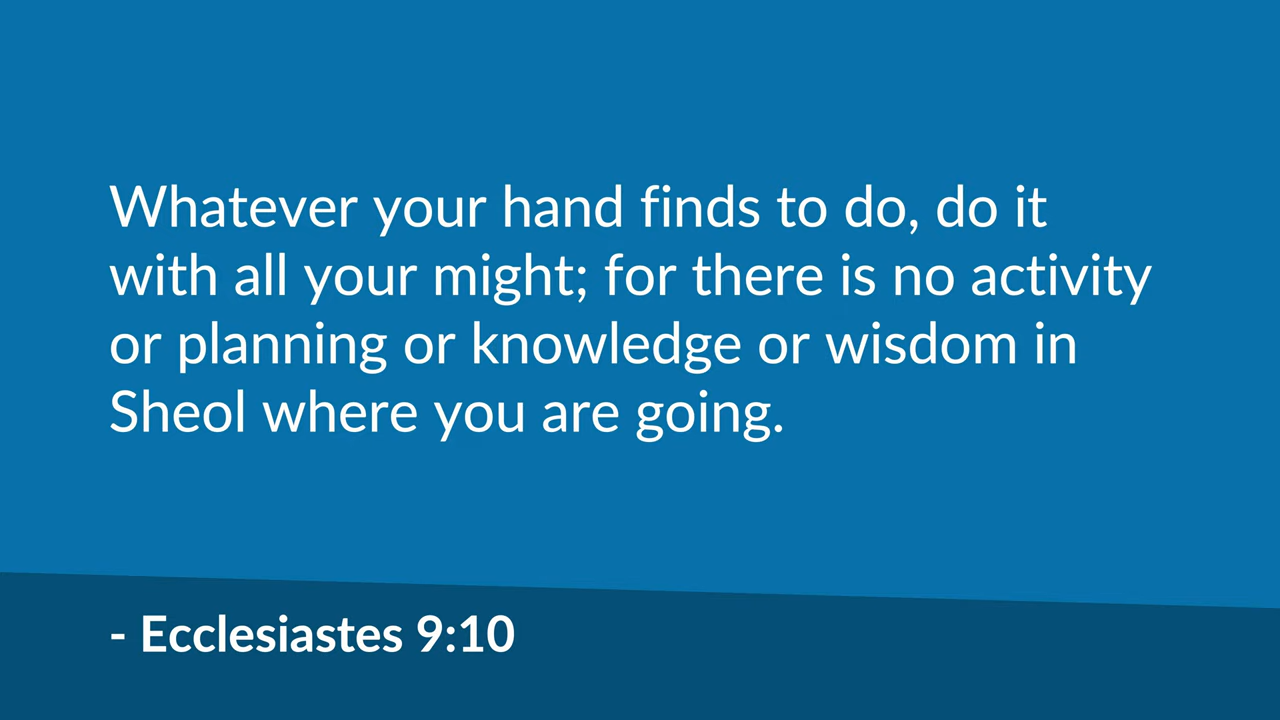 Whatever your hand finds to do, do it
with all your might; for there is no activity
or planning or knowledge or wisdom in
Sheol where you are going.
- Ecclesiastes 9:10